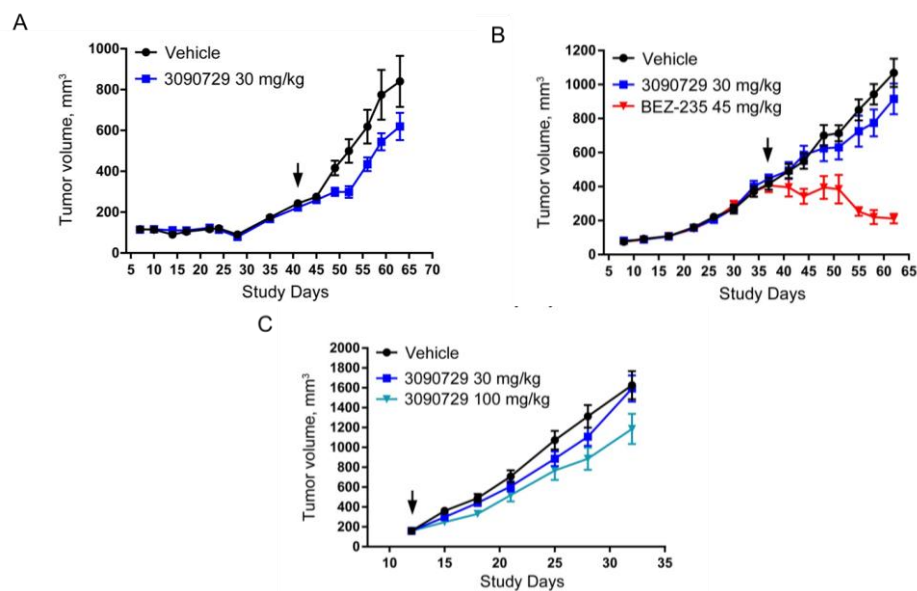 A
Vehicle
3090729 30 mg/kg
Tumor volume, mm³
1000
800
600
400
200
0
5 10 15 20 25 30 35 40 45 50 55 60 65 70
Study Days
B
Vehicle
3090729 30 mg/kg
BEZ-235 45 mg/kg
Tumor volume, mm³
1200
1000
800
600
400
200
0
5 10 15 20 25 30 35 40 45 50 55 60 65
Study Days
C
Vehicle
3090729 30 mg/kg
3090729 100 mg/kg
Tumor volume, mm³
2000
1800
1600
1400
1200
1000
800
600
400
200
0
10 15 20 25 30 35
Study Days